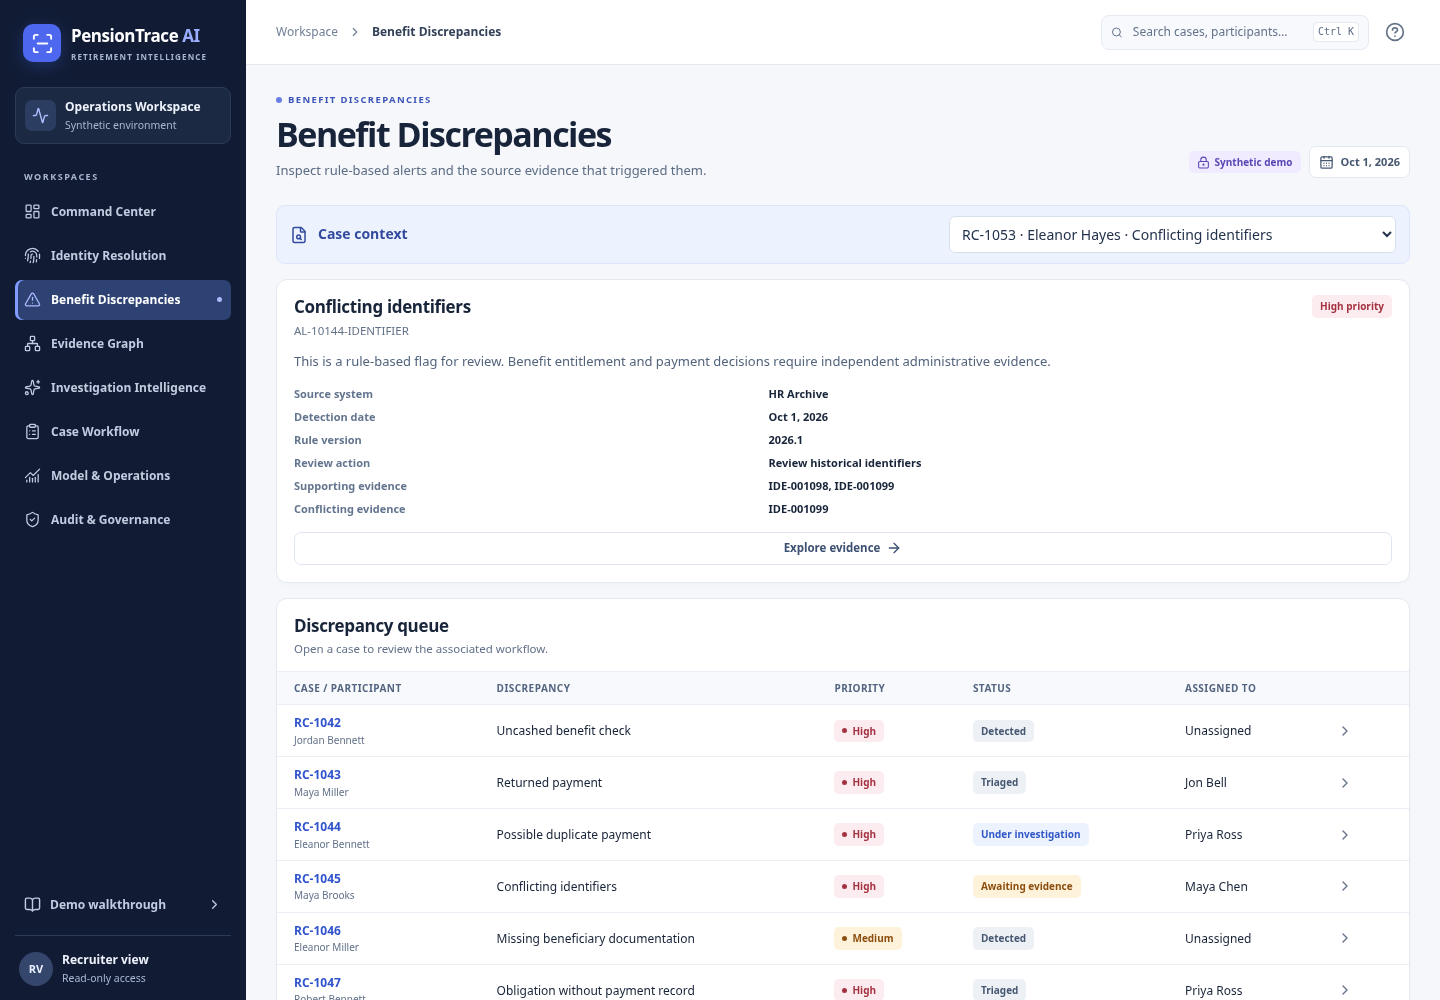 PensionTrace AI
RETIREMENT INTELLIGENCE
Operations Workspace
Synthetic environment
WORKSPACES
Command Center
Identity Resolution
Benefit Discrepancies
Evidence Graph
Investigation Intelligence
Case Workflow
Model & Operations
Audit & Governance
Demo walkthrough
RV
Recruiter view
Read-only access
Workspace > Benefit Discrepancies
Search cases, participants... Ctrl K
BENEFIT DISCREPANCIES
Benefit Discrepancies
Inspect rule-based alerts and the source evidence that triggered them.
Synthetic demo
Oct 1, 2026
Case context
RC-1053 · Eleanor Hayes · Conflicting identifiers
Conflicting identifiers
High priority
AL-10144-IDENTIFIER
This is a rule-based flag for review. Benefit entitlement and payment decisions require independent administrative evidence.
Source system HR Archive
Detection date Oct 1, 2026
Rule version 2026.1
Review action Review historical identifiers
Supporting evidence IDE-001098, IDE-001099
Conflicting evidence IDE-001099
Explore evidence
Discrepancy queue
Open a case to review the associated workflow.
CASE / PARTICIPANT DISCREPANCY PRIORITY STATUS ASSIGNED TO
RC-1042
Jordan Bennett
Uncashed benefit check High Detected Unassigned
RC-1043
Maya Miller
Returned payment High Triaged Jon Bell
RC-1044
Eleanor Bennett
Possible duplicate payment High Under investigation Priya Ross
RC-1045
Maya Brooks
Conflicting identifiers High Awaiting evidence Maya Chen
RC-1046
Eleanor Miller
Missing beneficiary documentation Medium Detected Unassigned
RC-1047
Robert Bennett
Obligation without payment record High Triaged Priya Ross